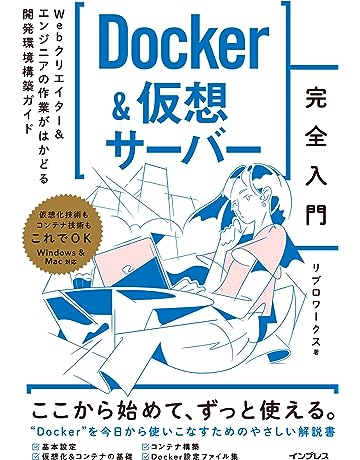 Docker
&仮想
サーバー
完全入門
Webクリエイター&
エンジニアの作業がはかどる
開発環境構築ガイド
仮想化技術も
コンテナ技術も
これでOK
Windows &
Mac 対応
リブロワークス 著
ここから始めて、ずっと使える。
“Docker”を今日から使いこなすためのやさしい解説書
基本設定
コンテナ構築
仮想化&コンテナの基礎
Docker設定ファイル集
インプレス